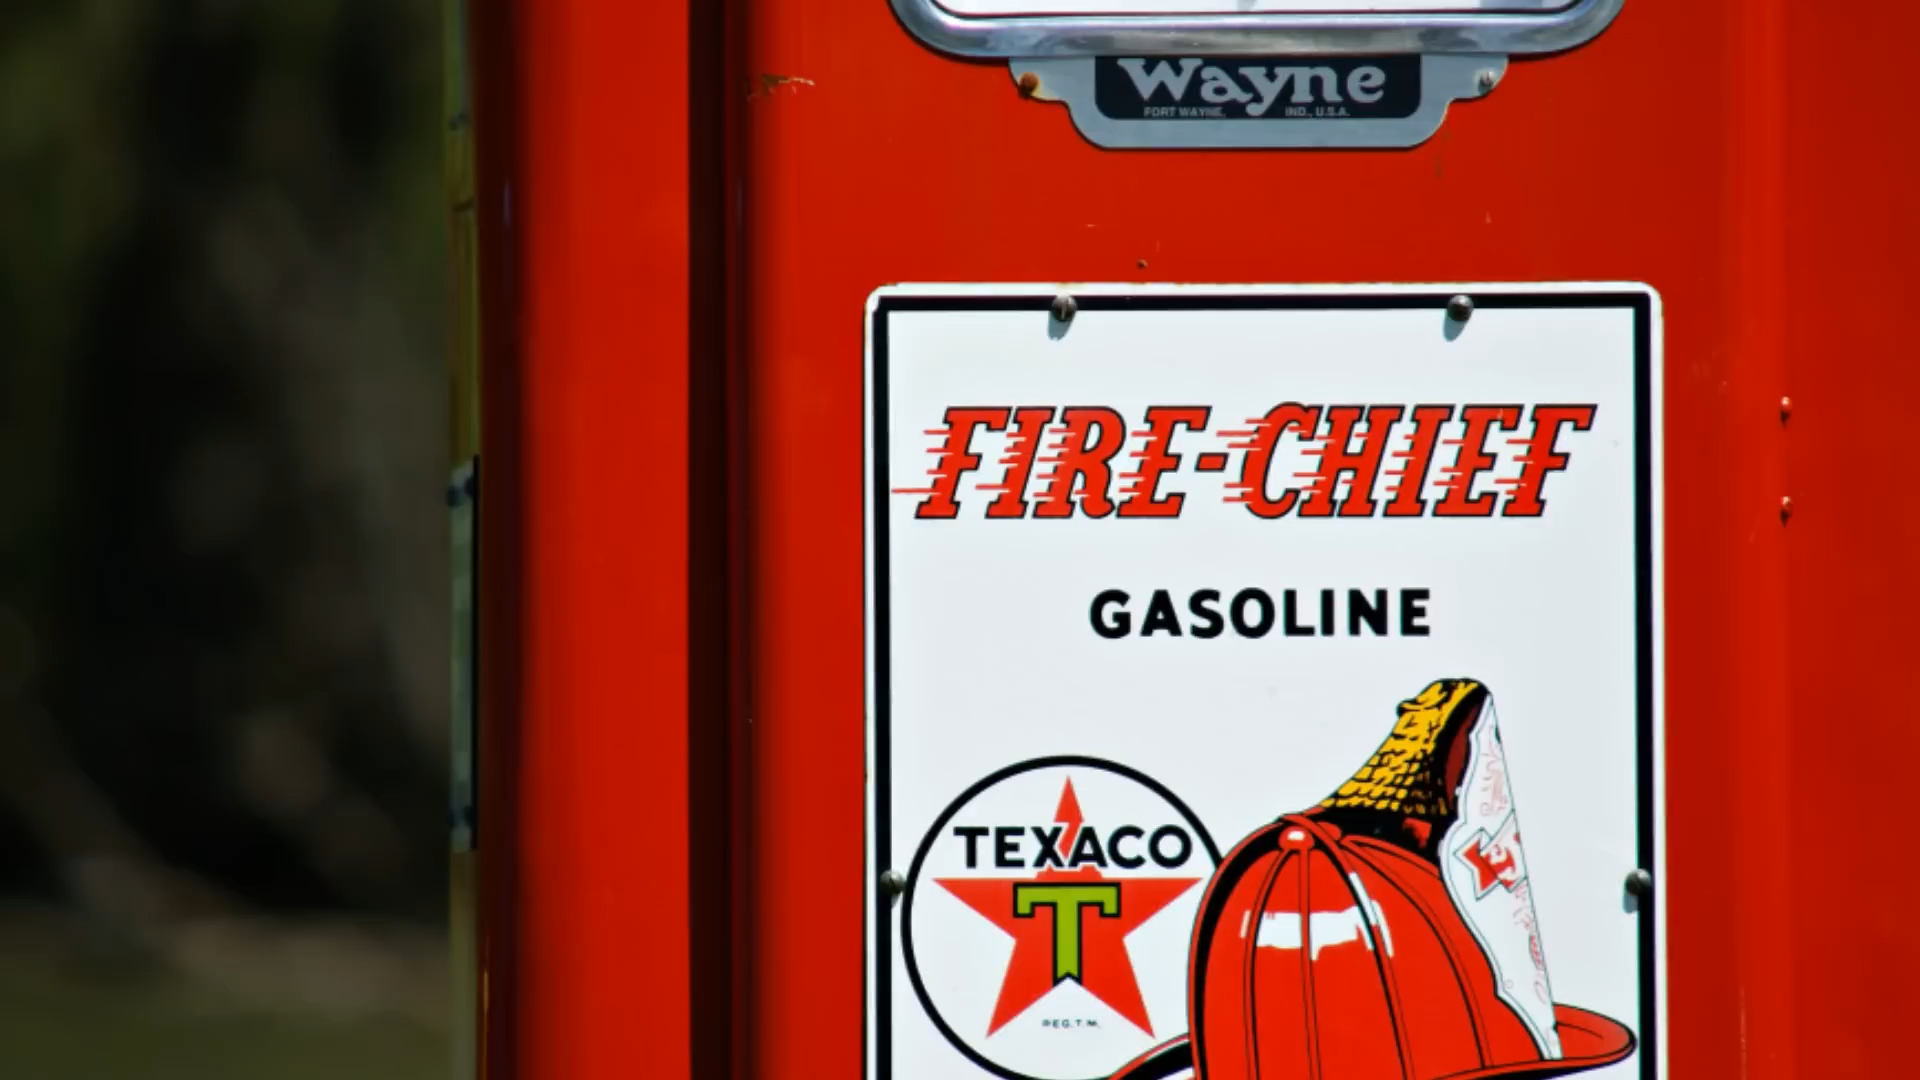 Wayne
FORT WAYNE, IND., U.S.A.
FIRE-CHIEF
GASOLINE
TEXACO
T
REG. T.M.
T